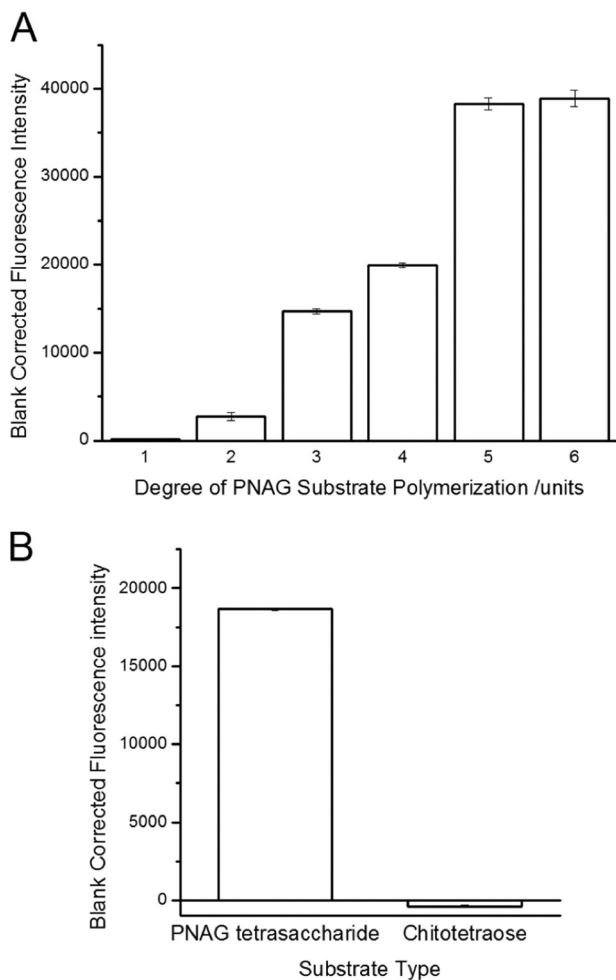 A
Blank Corrected Fluorescence Intensity
40000
30000
20000
10000
0
1 2 3 4 5 6
Degree of PNAG Substrate Polymerization /units
B
Blank Corrected Fluorescence intensity
20000
15000
10000
5000
0
PNAG tetrasaccharide Chitotetraose
Substrate Type